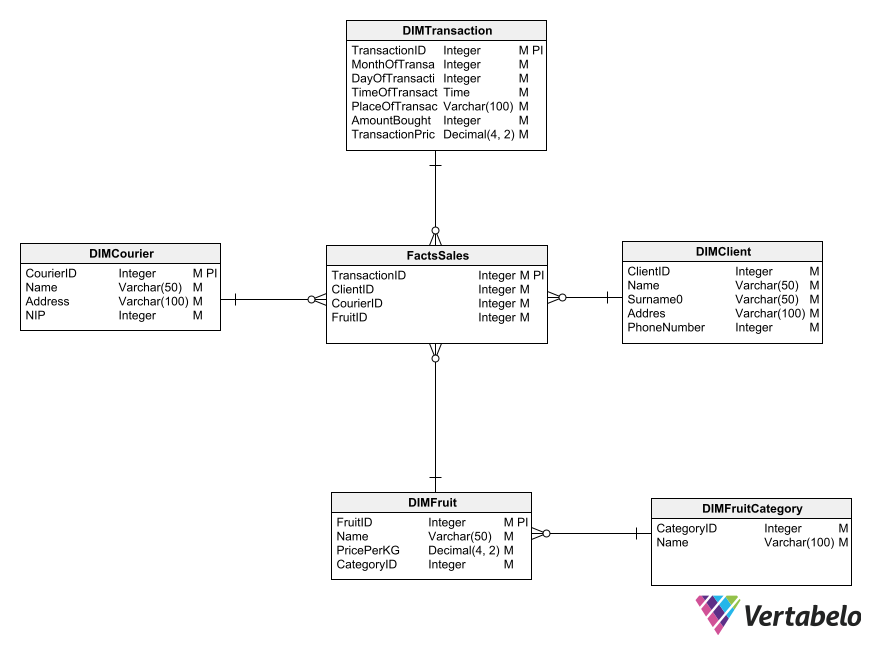 DIMTransaction
TransactionID Integer M PI
MonthOfTransa Integer M
DayOfTransacti Integer M
TimeOfTransact Time M
PlaceOfTransac Varchar(100) M
AmountBought Integer M
TransactionPric Decimal(4, 2) M
DIMCourier
CourierID Integer M PI
Name Varchar(50) M
Address Varchar(100) M
NIP Integer M
FactsSales
TransactionID Integer M PI
ClientID Integer M
CourierID Integer M
FruitID Integer M
DIMClient
ClientID Integer M
Name Varchar(50) M
Surname0 Varchar(50) M
Addres Varchar(100) M
PhoneNumber Integer M
DIMFruit
FruitID Integer M PI
Name Varchar(50) M
PricePerKG Decimal(4, 2) M
CategoryID Integer M
DIMFruitCategory
CategoryID Integer M
Name Varchar(100) M
Vertabelo